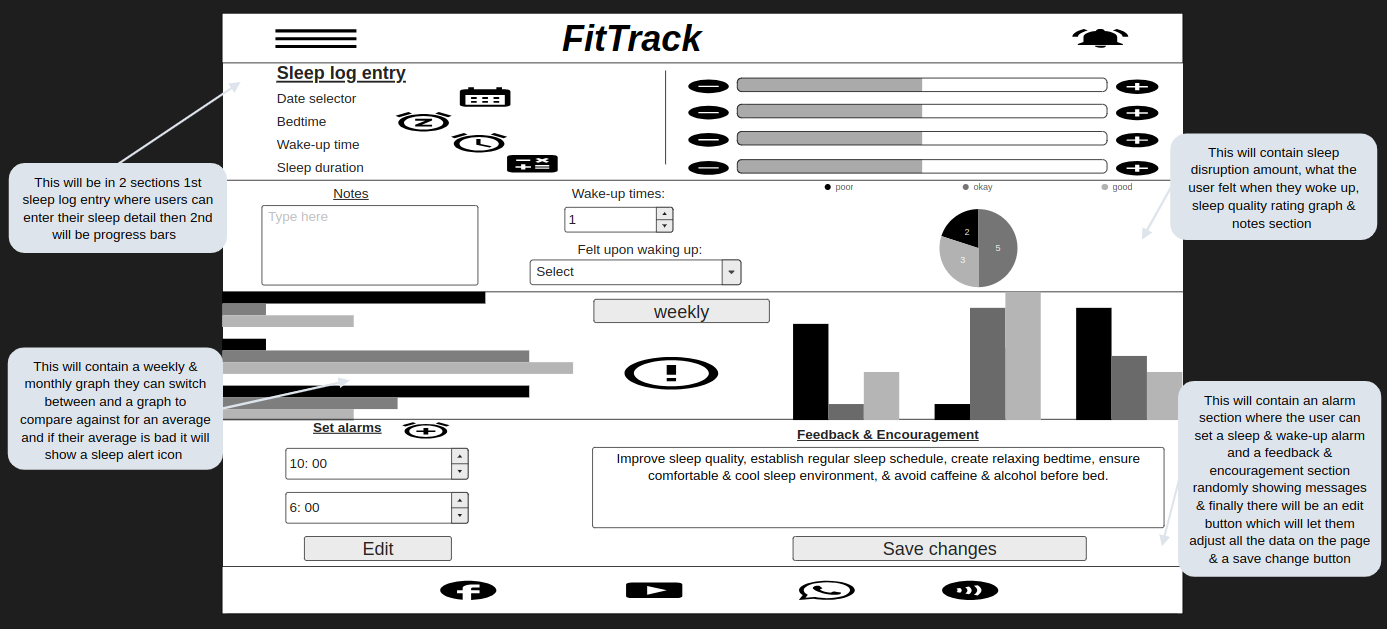 FitTrack
Sleep log entry
Date selector
Bedtime
Wake-up time
Sleep duration
This will be in 2 sections 1st
sleep log entry where users can
enter their sleep detail then 2nd
will be progress bars
This will contain sleep
disruption amount, what the
user felt when they woke up,
sleep quality rating graph &
notes section
Notes
Type here
Wake-up times:
1
Felt upon waking up:
Select
poor
okay
good
2
5
3
weekly
This will contain a weekly &
monthly graph they can switch
between and a graph to
compare against for an average
and if their average is bad it will
show a sleep alert icon
Set alarms
10: 00
6: 00
Edit
Feedback & Encouragement
Improve sleep quality, establish regular sleep schedule, create relaxing bedtime, ensure
comfortable & cool sleep environment, & avoid caffeine & alcohol before bed.
Save changes
This will contain an alarm
section where the user can
set a sleep & wake-up alarm
and a feedback &
encouragement section
randomly showing messages
& finally there will be an edit
button which will let them
adjust all the data on the page
& a save change button